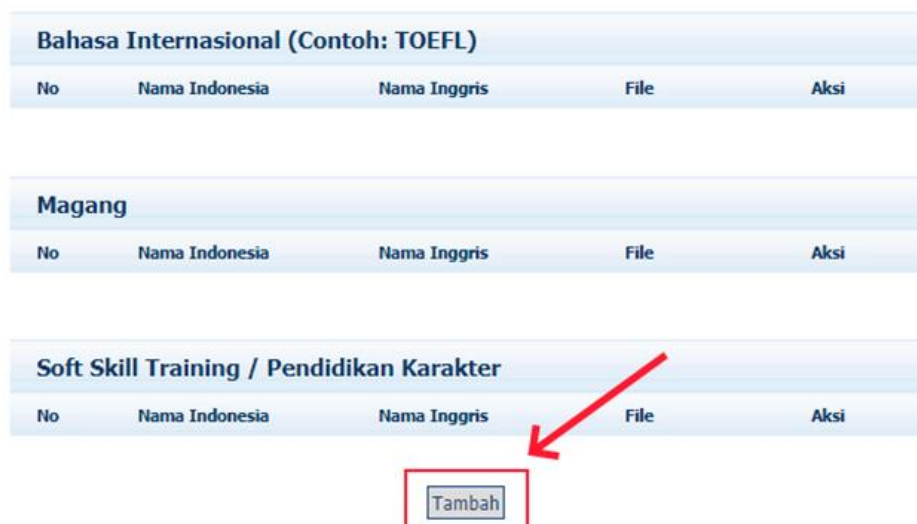 Bahasa Internasional (Contoh: TOEFL)
No Nama Indonesia Nama Inggris File Aksi
Magang
No Nama Indonesia Nama Inggris File Aksi
Soft Skill Training / Pendidikan Karakter
No Nama Indonesia Nama Inggris File Aksi
Tambah